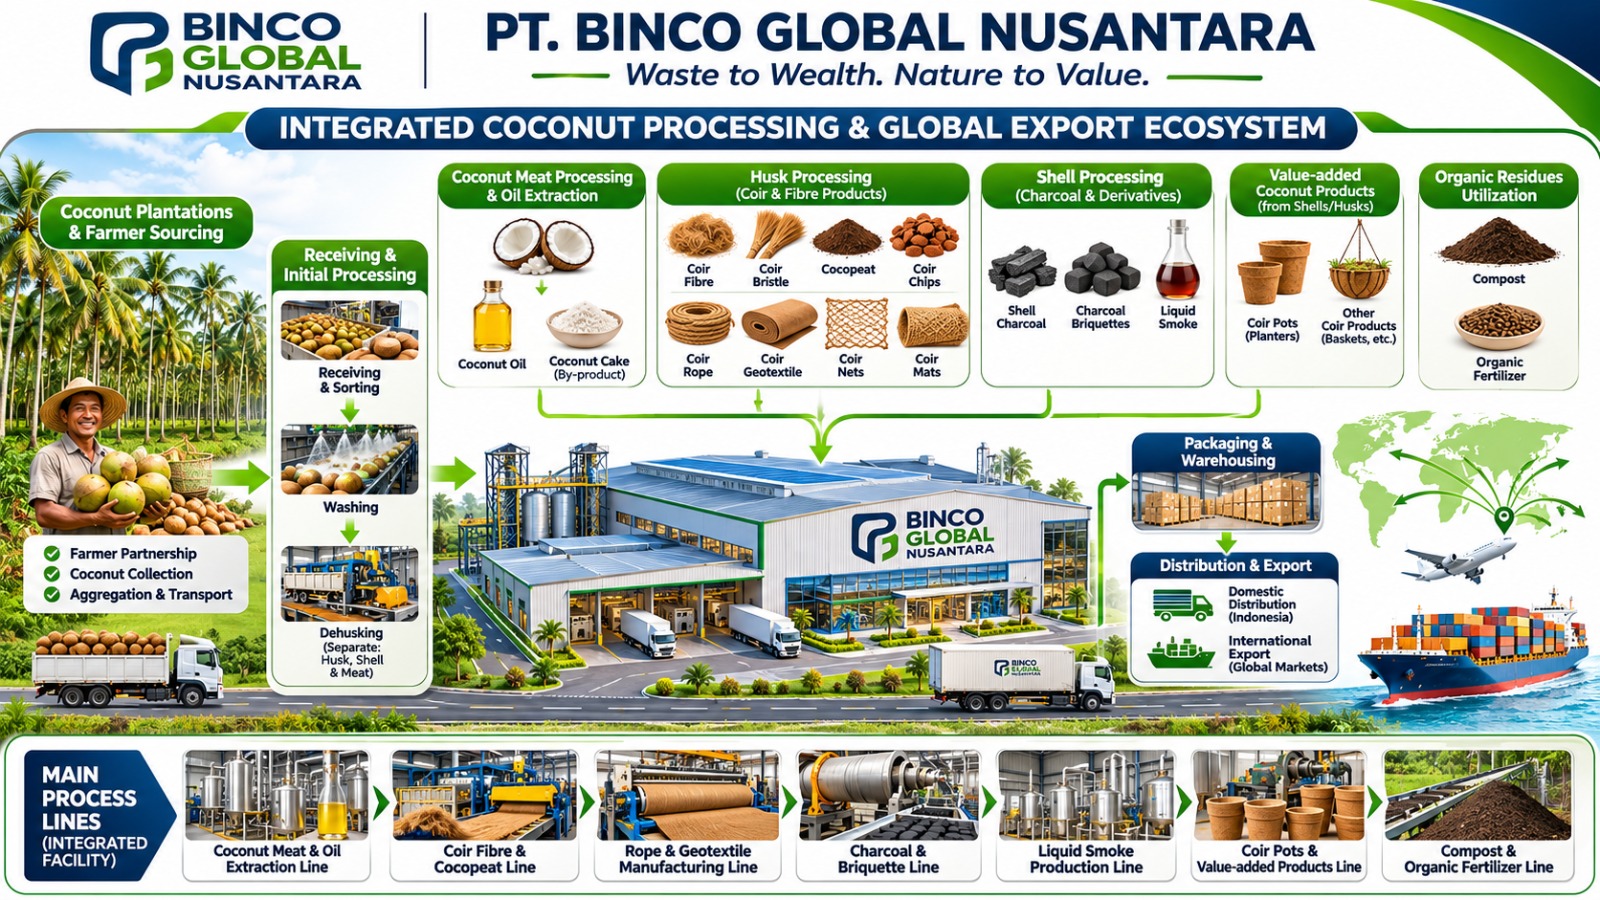 BINCO
GLOBAL
NUSANTARA
PT. BINCO GLOBAL NUSANTARA
Waste to Wealth. Nature to Value.
INTEGRATED COCONUT PROCESSING & GLOBAL EXPORT ECOSYSTEM
Coconut Plantations
& Farmer Sourcing
Farmer Partnership
Coconut Collection
Aggregation & Transport
Receiving &
Initial Processing
Receiving
& Sorting
Washing
Dehusking
(Separate:
Husk, Shell
& Meat)
Coconut Meat Processing
& Oil Extraction
Coconut Oil
Coconut Cake
(By-product)
Husk Processing
(Coir & Fibre Products)
Coir
Fibre
Coir
Bristle
Cocopeat
Coir
Chips
Coir
Rope
Coir
Geotextile
Coir
Nets
Coir
Mats
Shell Processing
(Charcoal & Derivatives)
Shell
Charcoal
Charcoal
Briquettes
Liquid
Smoke
Value-added
Coconut Products
(from Shells/Husks)
Coir Pots
(Planters)
Other
Coir Products
(Baskets, etc.)
Organic Residues
Utilization
Compost
Organic
Fertilizer
BINCO
GLOBAL
NUSANTARA
BINCO
GLOBAL
NUSANTARA
Packaging &
Warehousing
Distribution & Export
Domestic
Distribution
(Indonesia)
International
Export
(Global Markets)
MAIN
PROCESS
LINES
(INTEGRATED
FACILITY)
Coconut Meat & Oil
Extraction Line
Coir Fibre &
Cocopeat Line
Rope & Geotextile
Manufacturing Line
Charcoal &
Briquette Line
Liquid Smoke
Production Line
Coir Pots &
Value-added Products Line
Compost &
Organic Fertilizer Line